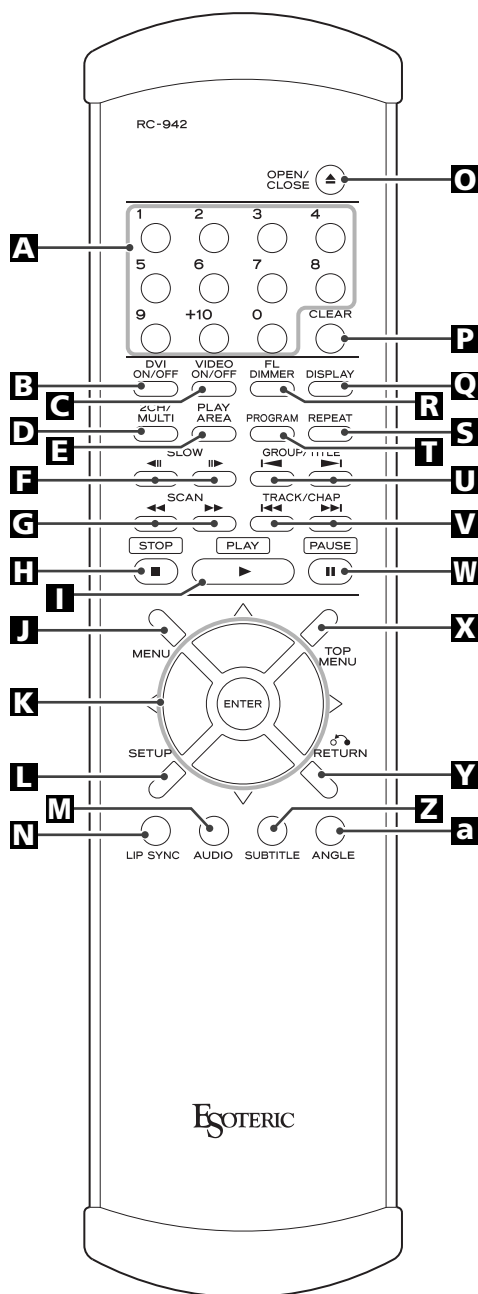 RC-942
OPEN/
CLOSE
O
A
1 2 3 4
5 6 7 8
9 +10 0 CLEAR
P
B
DVI
ON/OFF
C
VIDEO
ON/OFF
FL
DIMMER
R
DISPLAY
Q
D
2CH/
MULTI
E
PLAY
AREA
PROGRAM
T
REPEAT
S
F
SLOW
GROUP/TITLE
U
G
SCAN
TRACK/CHAP
V
H
STOP
I
PLAY
PAUSE
W
J
MENU
X
TOP
MENU
K
ENTER
L
SETUP
RETURN
Y
N
LIP SYNC
M
AUDIO
Z
SUBTITLE
a
ANGLE
ESOTERIC